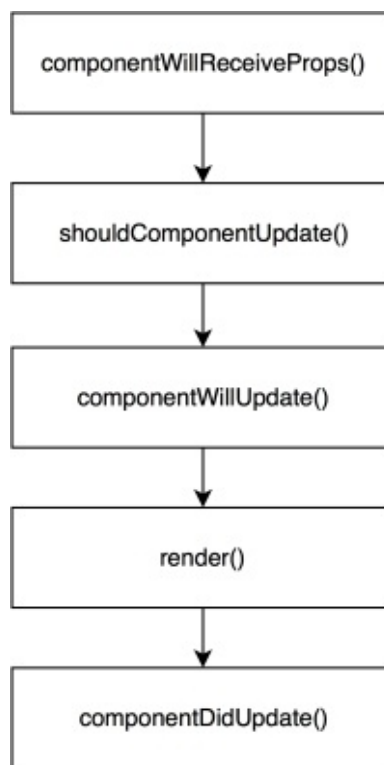 componentWillReceiveProps()
shouldComponentUpdate()
componentWillUpdate()
render()
componentDidUpdate()